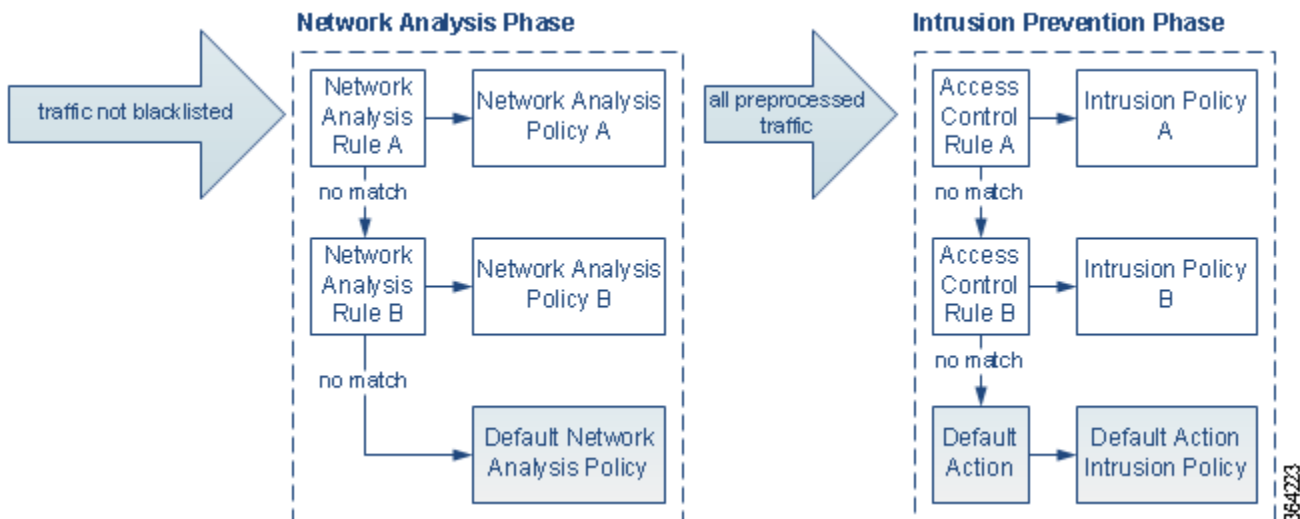 Network Analysis Phase
traffic not blacklisted
Network
Analysis
Rule A
Network Analysis
Policy A
no match
Network
Analysis
Rule B
Network Analysis
Policy B
no match
Default Network
Analysis Policy
all preprocessed
traffic
Intrusion Prevention Phase
Access
Control
Rule A
Intrusion Policy
A
no match
Access
Control
Rule B
Intrusion Policy
B
no match
Default
Action
Default Action
Intrusion Policy
364223